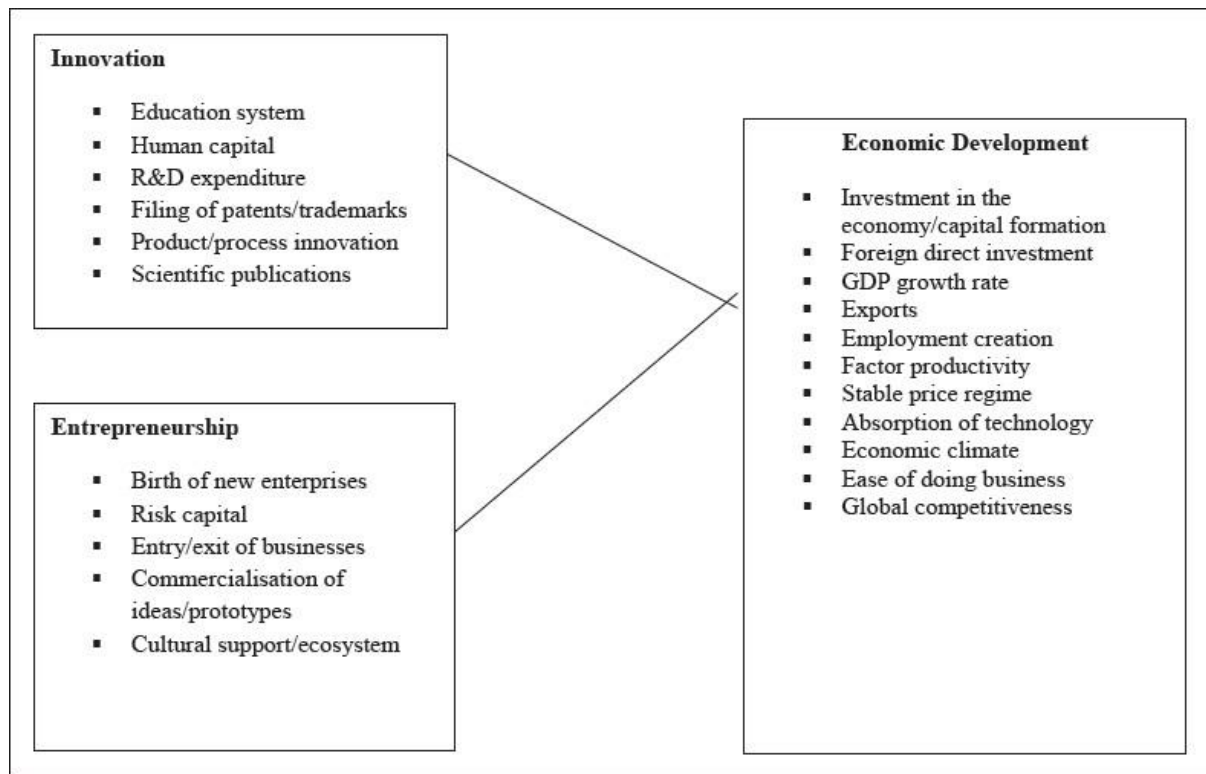 Innovation
▪ Education system
▪ Human capital
▪ R&D expenditure
▪ Filing of patents/trademarks
▪ Product/process innovation
▪ Scientific publications
Entrepreneurship
▪ Birth of new enterprises
▪ Risk capital
▪ Entry/exit of businesses
▪ Commercialisation of
ideas/prototypes
▪ Cultural support/ecosystem
Economic Development
▪ Investment in the
economy/capital formation
▪ Foreign direct investment
▪ GDP growth rate
▪ Exports
▪ Employment creation
▪ Factor productivity
▪ Stable price regime
▪ Absorption of technology
▪ Economic climate
▪ Ease of doing business
▪ Global competitiveness